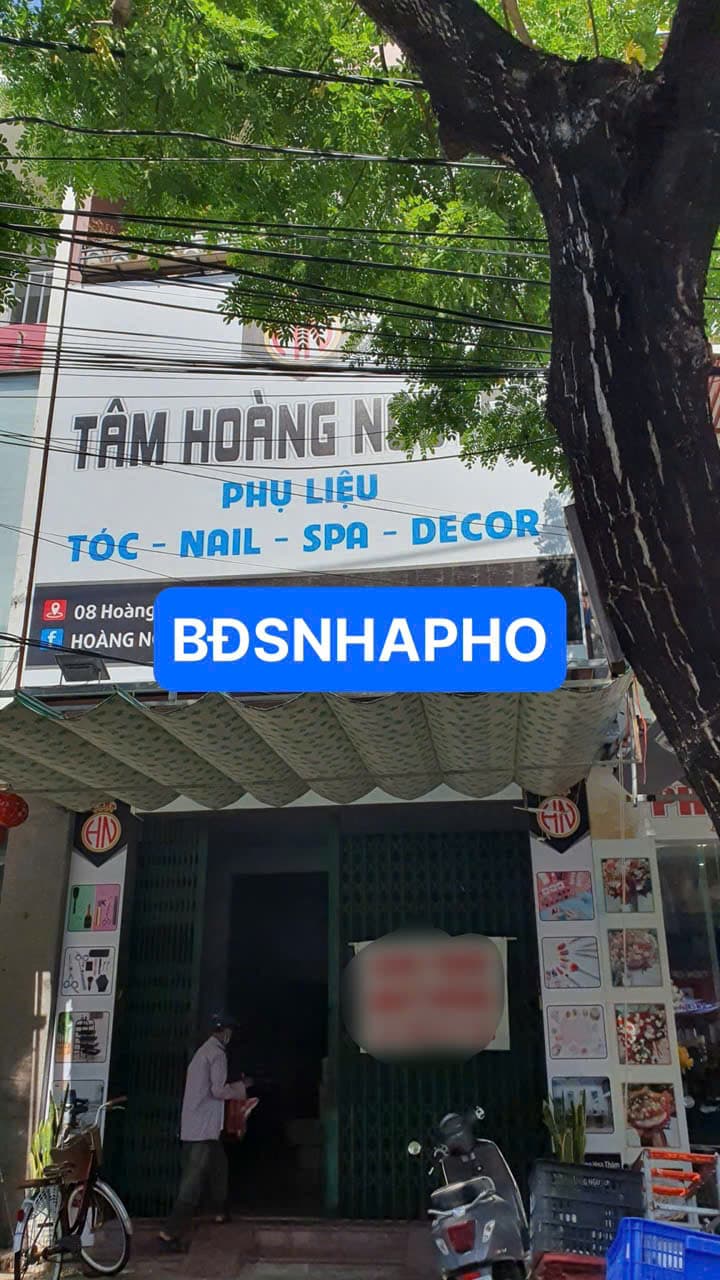 TÂM HOÀNG
PHỤ LIỆU
TÓC - NAIL - SPA - DECOR
08 Hoàng
HOÀNG
BĐSNHAPHO
HN
HN